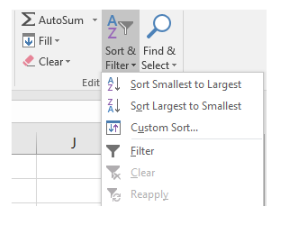 AutoSum
Fill
Clear
Sort & Filter
Find & Select
Edit
Sort Smallest to Largest
Sort Largest to Smallest
Custom Sort...
Filter
Clear
Reapply
J